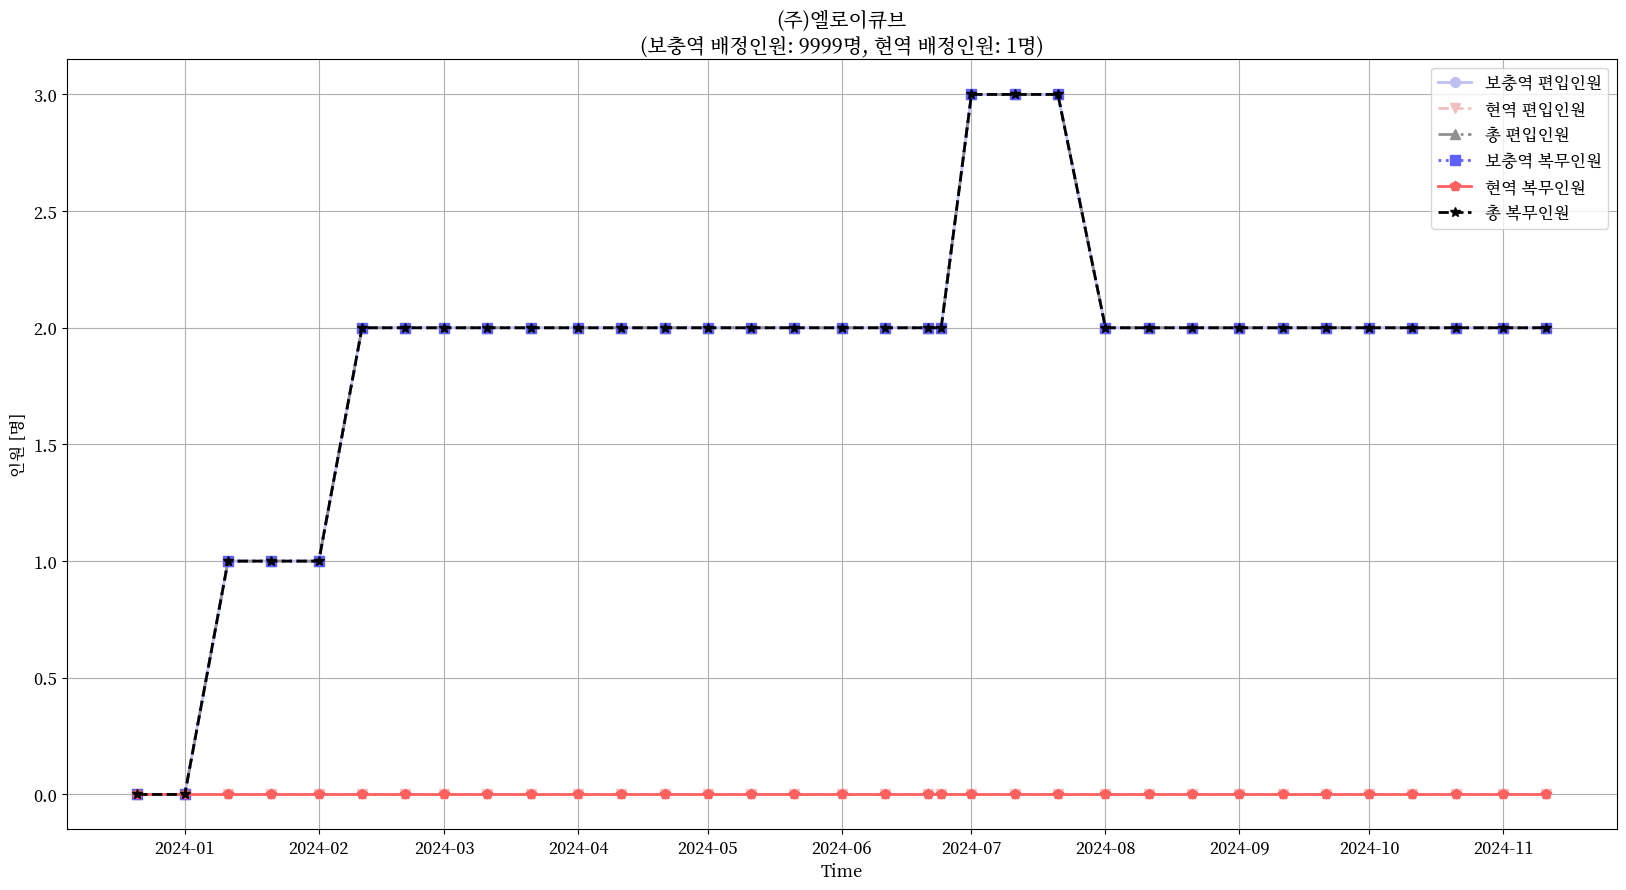 (주)엘로이큐브
(보충역 배정인원: 9999명, 현역 배정인원: 1명)
보충역 편입인원
현역 편입인원
총 편입인원
보충역 복무인원
현역 복무인원
총 복무인원
3.0
2.5
2.0
1.5
1.0
0.5
0.0
인원 [명]
2024-01 2024-02 2024-03 2024-04 2024-05 2024-06 2024-07 2024-08 2024-09 2024-10 2024-11
Time